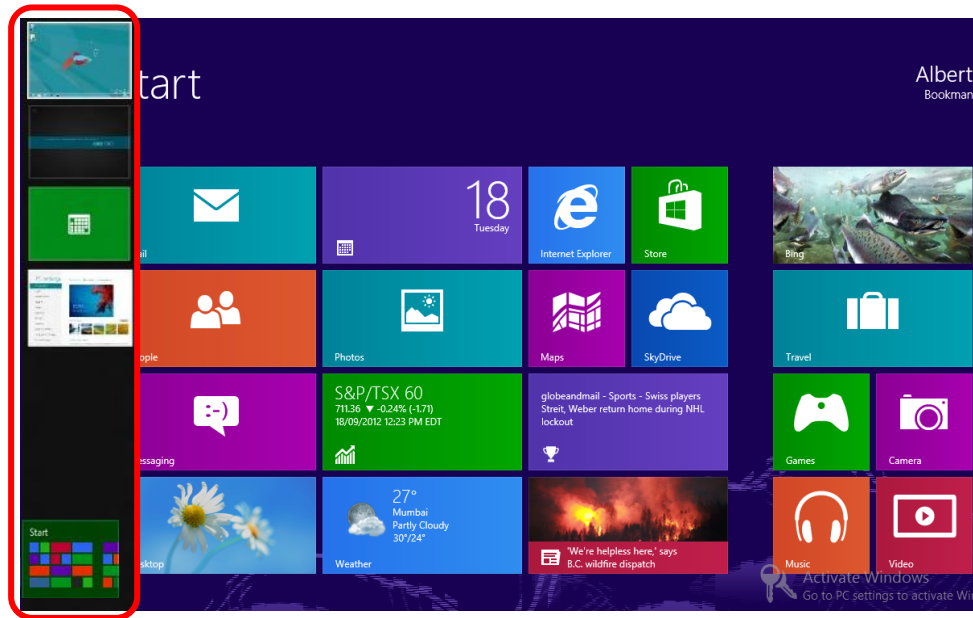 tart
Albert
Bookman
ail
18
Tuesday
Internet Explorer
Store
Bing
ople
Photos
Maps
SkyDrive
Travel
essaging
S&P/TSX 60
711.36 ▼ -0.24% (-1.71)
18/09/2012 12:23 PM EDT
globeandmail - Sports - Swiss players
Streit, Weber return home during NHL
lockout
Games
Camera
Start
sktop
27°
Mumbai
Partly Cloudy
30°/24°
Weather
'We're helpless here,' says
B.C. wildfire dispatch
Music
Video
Activate Windows
Go to PC settings to activate Wi